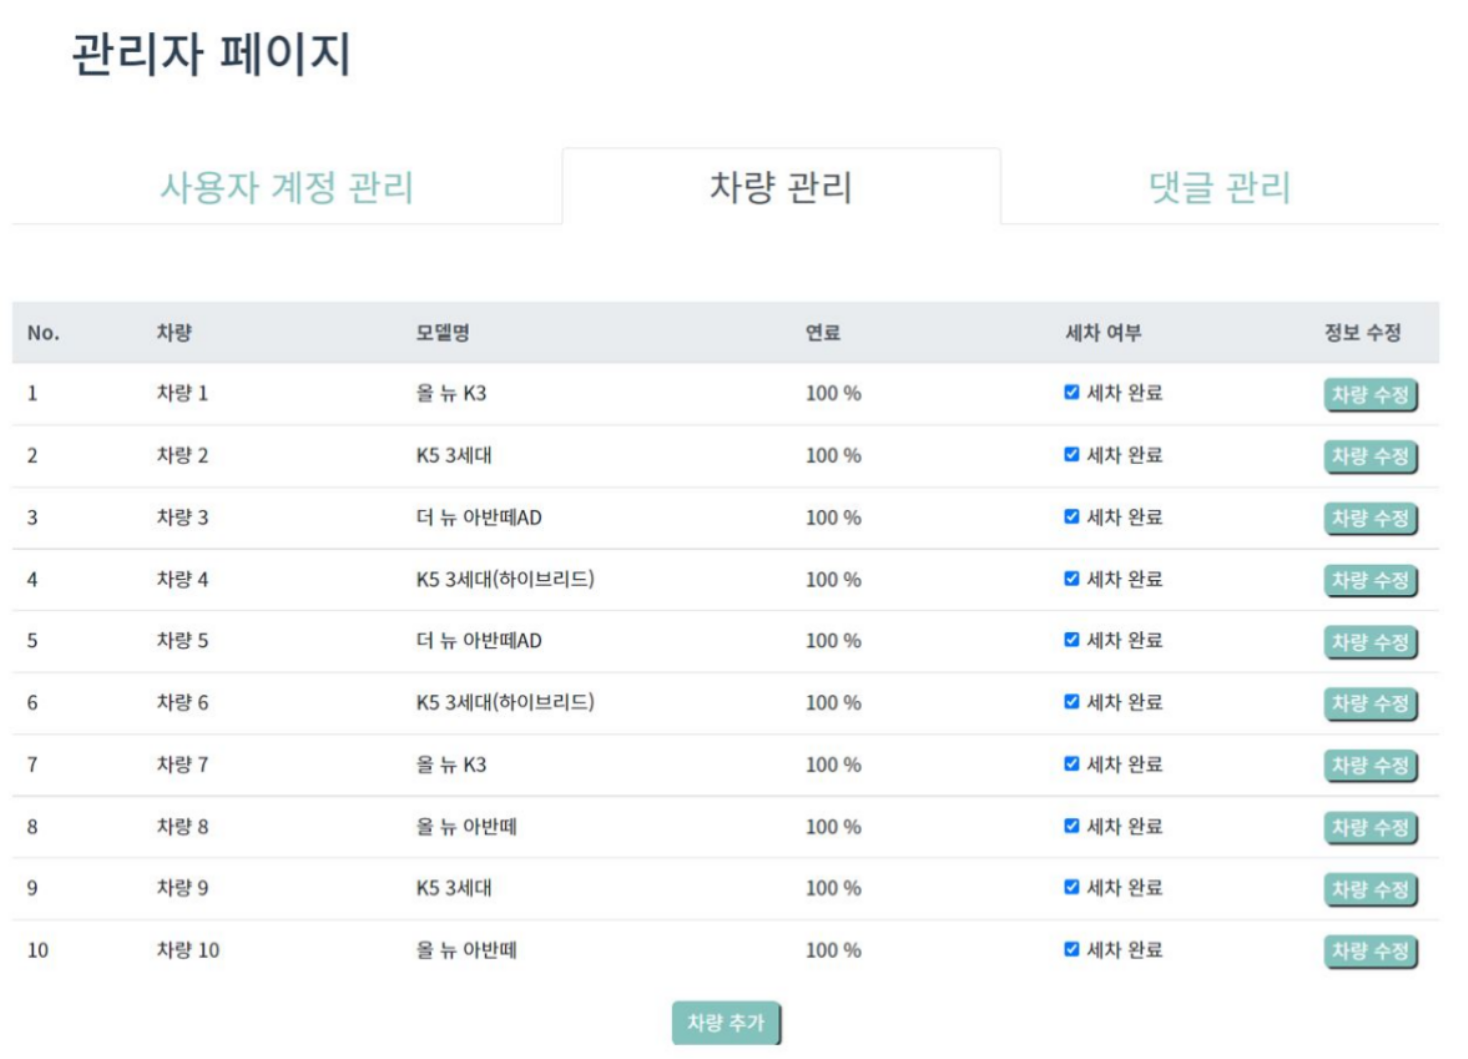 관리자 페이지
사용자 계정 관리 차량 관리 댓글 관리
No. 차량 모델명 연료 세차 여부 정보 수정
1 차량 1 올 뉴 K3 100 % 세차 완료 차량 수정
2 차량 2 K5 3세대 100 % 세차 완료 차량 수정
3 차량 3 더 뉴 아반떼AD 100 % 세차 완료 차량 수정
4 차량 4 K5 3세대(하이브리드) 100 % 세차 완료 차량 수정
5 차량 5 더 뉴 아반떼AD 100 % 세차 완료 차량 수정
6 차량 6 K5 3세대(하이브리드) 100 % 세차 완료 차량 수정
7 차량 7 올 뉴 K3 100 % 세차 완료 차량 수정
8 차량 8 올 뉴 아반떼 100 % 세차 완료 차량 수정
9 차량 9 K5 3세대 100 % 세차 완료 차량 수정
10 차량 10 올 뉴 아반떼 100 % 세차 완료 차량 수정
차량 추가